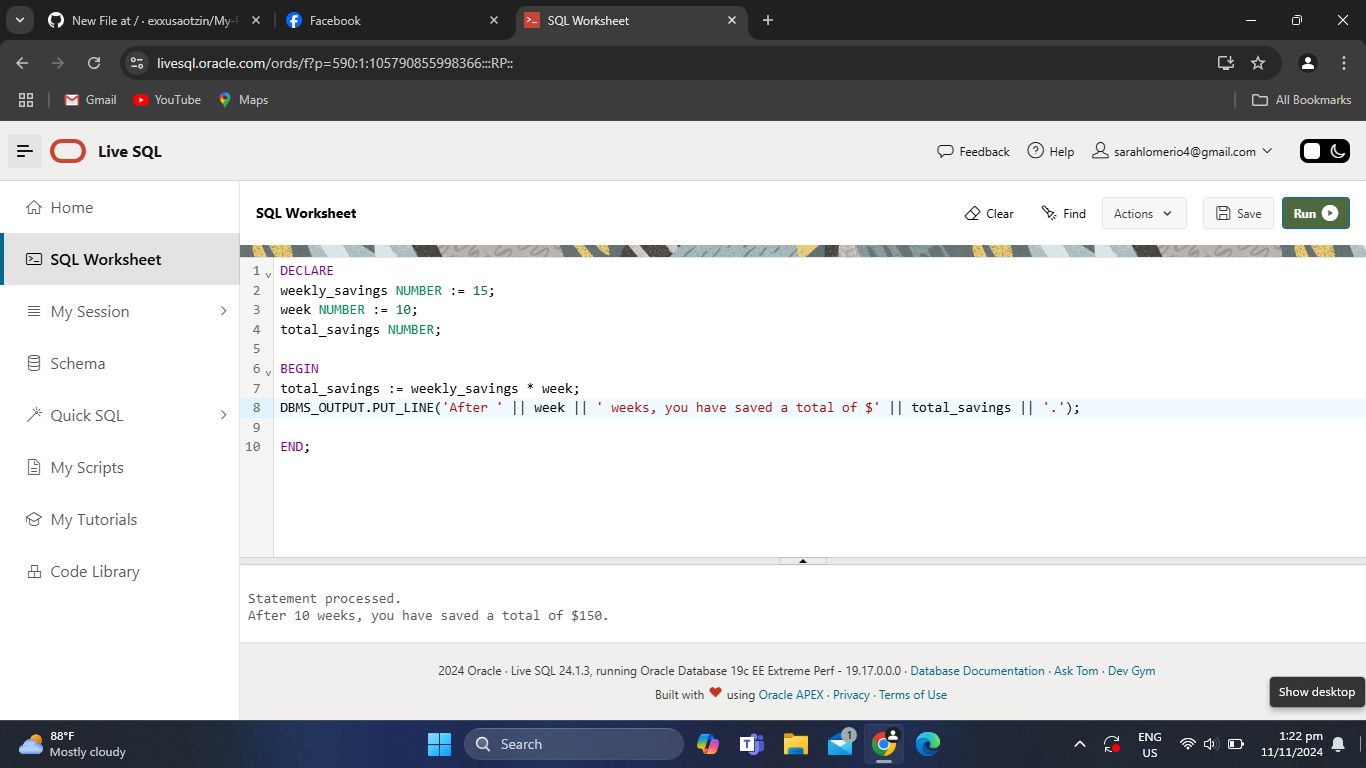 New File at / · exxusaotzin/My-
Facebook
SQL Worksheet
livesql.oracle.com/ords/f?p=590:1:105790855998366:::RP::
Gmail
YouTube
Maps
All Bookmarks
Live SQL
Feedback
Help
sarahlomerio4@gmail.com
Home
SQL Worksheet
My Session
Schema
Quick SQL
My Scripts
My Tutorials
Code Library
SQL Worksheet
Clear
Find
Actions
Save
Run
1 DECLARE
2 weekly_savings NUMBER := 15;
3 week NUMBER := 10;
4 total_savings NUMBER;
5
6 BEGIN
7 total_savings := weekly_savings * week;
8 DBMS_OUTPUT.PUT_LINE('After ' || week || ' weeks, you have saved a total of $' || total_savings || '.');
9
10 END;
Statement processed.
After 10 weeks, you have saved a total of $150.
2024 Oracle · Live SQL 24.1.3, running Oracle Database 19c EE Extreme Perf - 19.17.0.0.0 · Database Documentation · Ask Tom · Dev Gym
Built with ❤ using Oracle APEX · Privacy · Terms of Use
Show desktop
88°F
Mostly cloudy
Search
1
ENG
US
1:22 pm
11/11/2024